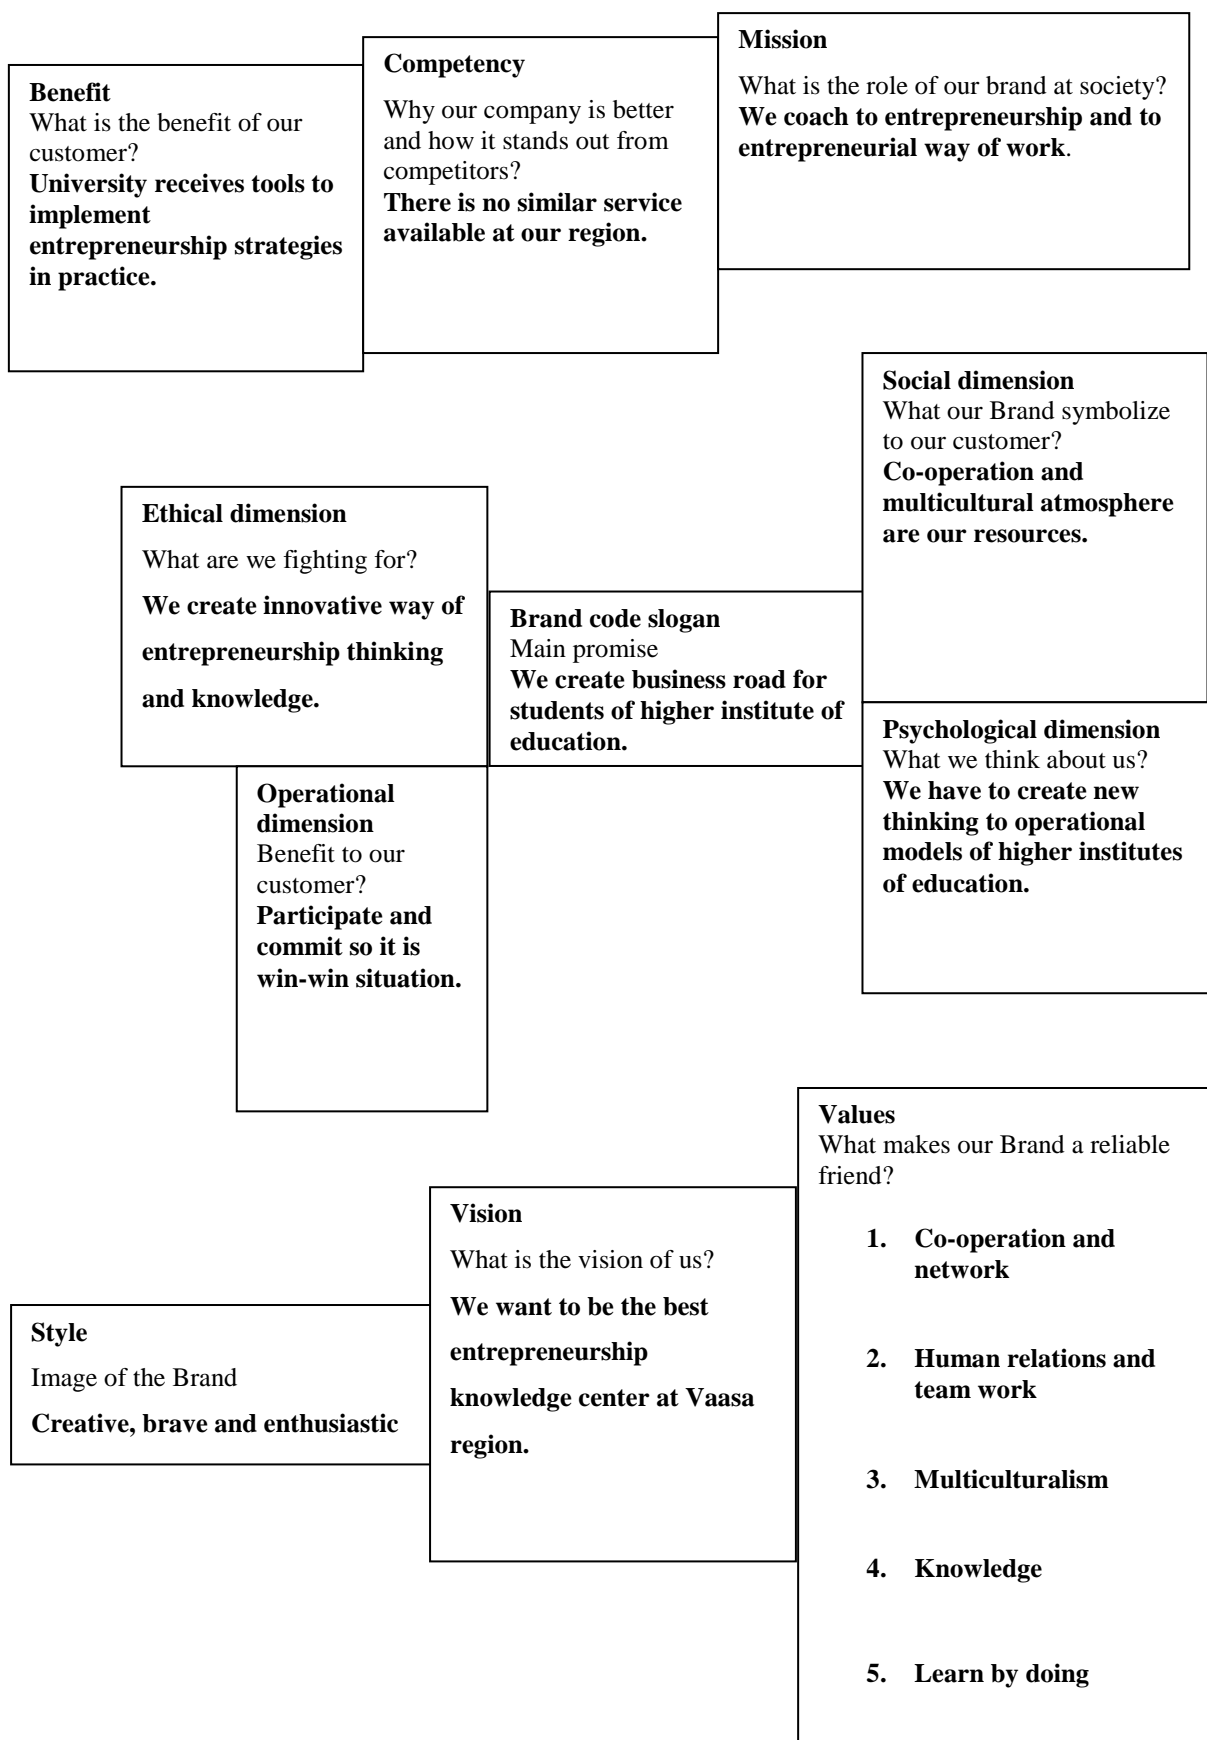 Benefit
What is the benefit of our
customer?
University receives tools to
implement
entrepreneurship strategies
in practice.
Competency
Why our company is better
and how it stands out from
competitors?
There is no similar service
available at our region.
Mission
What is the role of our brand at society?
We coach to entrepreneurship and to
entrepreneurial way of work.
Social dimension
What our Brand symbolize
to our customer?
Co-operation and
multicultural atmosphere
are our resources.
Ethical dimension
What are we fighting for?
We create innovative way of
entrepreneurship thinking
and knowledge.
Brand code slogan
Main promise
We create business road for
students of higher institute of
education.
Psychological dimension
What we think about us?
We have to create new
thinking to operational
models of higher institutes
of education.
Operational
dimension
Benefit to our
customer?
Participate and
commit so it is
win-win situation.
Values
What makes our Brand a reliable
friend?
1. Co-operation and
network
2. Human relations and
team work
3. Multiculturalism
4. Knowledge
5. Learn by doing
Vision
What is the vision of us?
We want to be the best
entrepreneurship
knowledge center at Vaasa
region.
Style
Image of the Brand
Creative, brave and enthusiastic